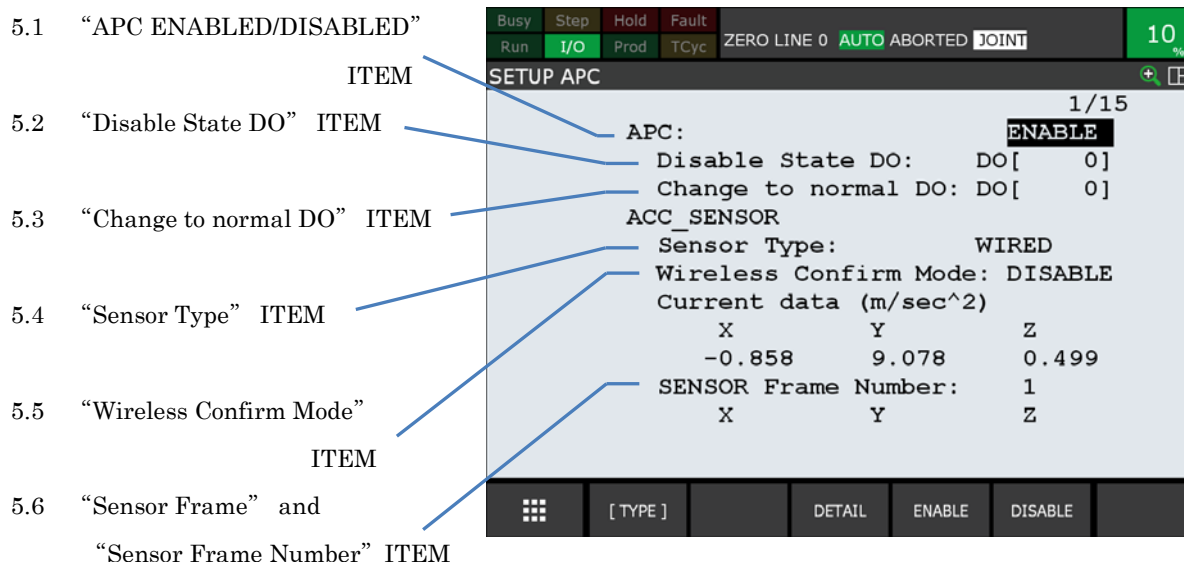 5.1 “APC ENABLED/DISABLED”
ITEM
5.2 “Disable State DO” ITEM
5.3 “Change to normal DO” ITEM
5.4 “Sensor Type” ITEM
5.5 “Wireless Confirm Mode”
ITEM
5.6 “Sensor Frame” and
“Sensor Frame Number” ITEM
Busy Step Hold Fault
Run I/O Prod TCyc
ZERO LINE 0 AUTO ABORTED JOINT
10 %
SETUP APC
1/15
APC: ENABLE
Disable State DO: DO[ 0]
Change to normal DO: DO[ 0]
ACC_SENSOR
Sensor Type: WIRED
Wireless Confirm Mode: DISABLE
Current data (m/sec^2)
X Y Z
-0.858 9.078 0.499
SENSOR Frame Number: 1
X Y Z
[ TYPE ] DETAIL ENABLE DISABLE